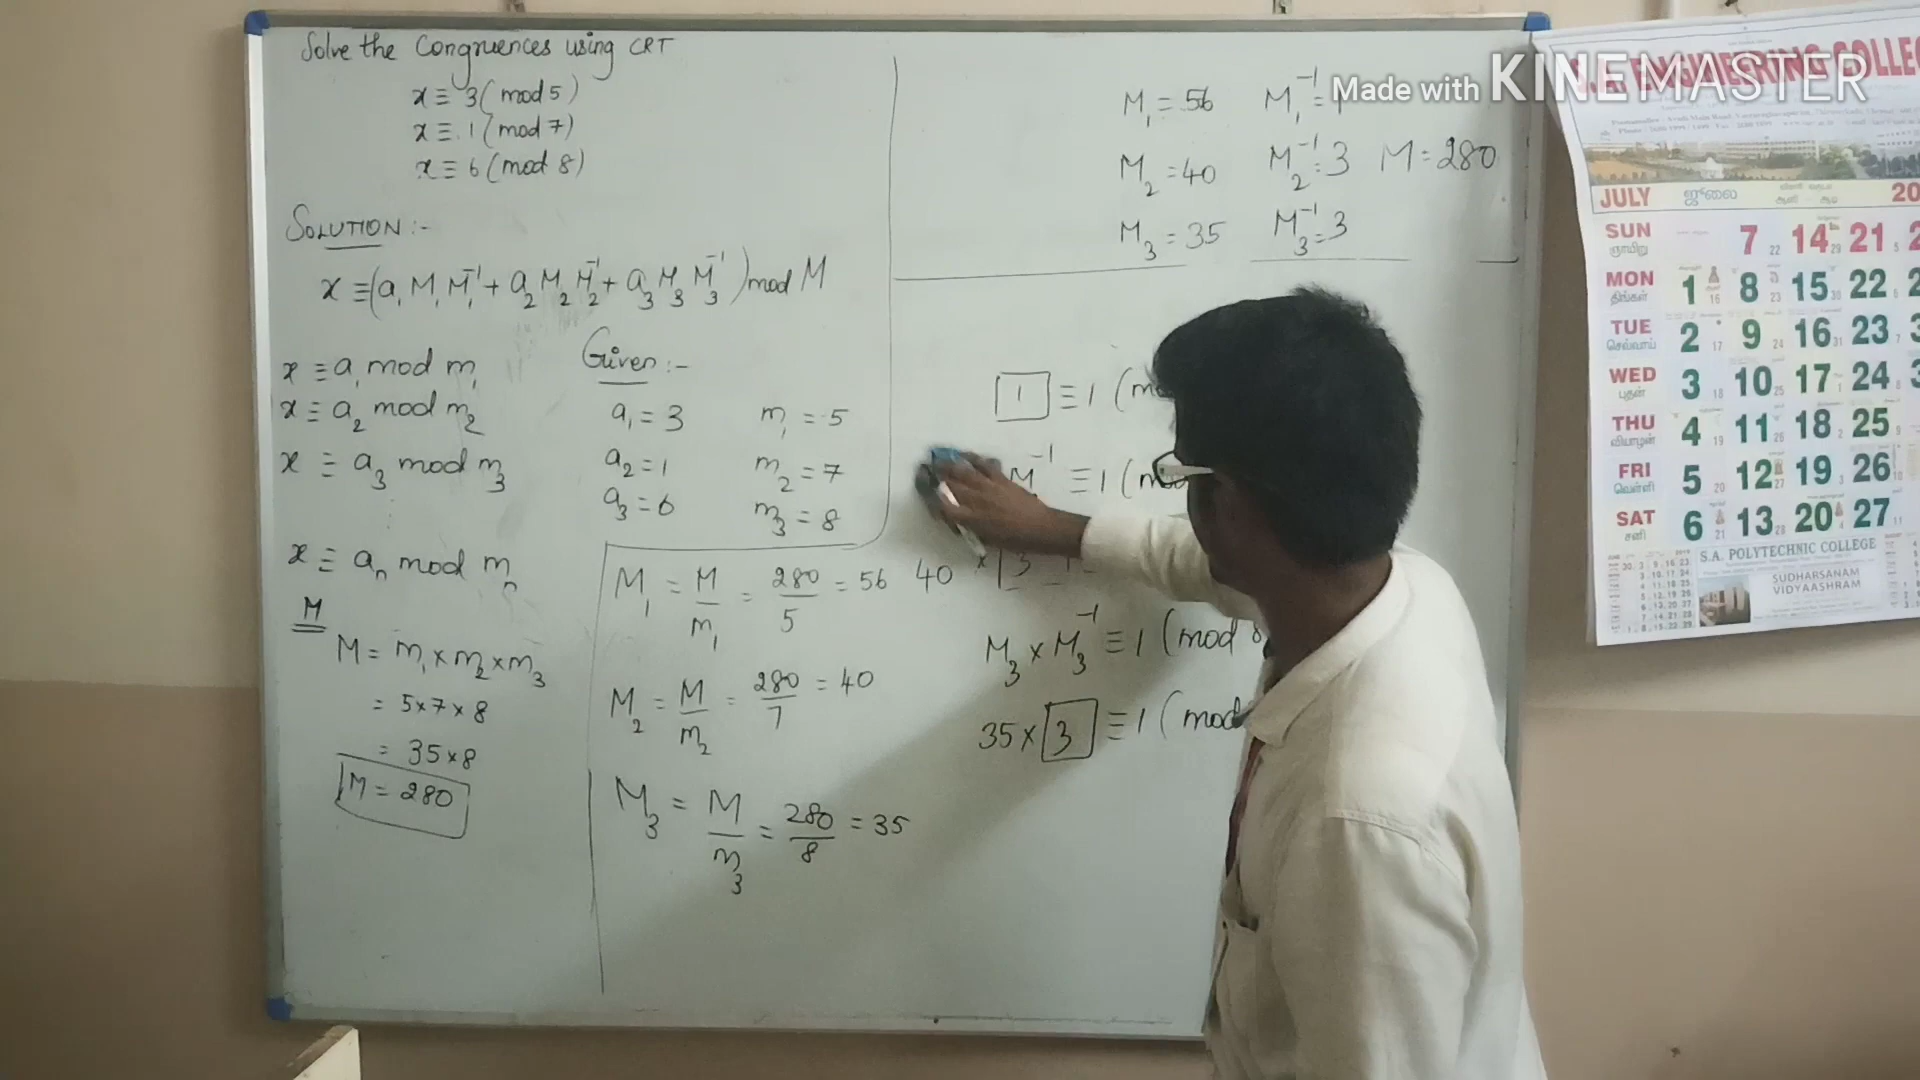 Solve the Congruences using CRT
x ≡ 3 (mod 5)
x ≡ 1 (mod 7)
x ≡ 6 (mod 8)
SOLUTION :-
x ≡ (a₁ M₁ M₁⁻¹ + a₂ M₂ M₂⁻¹ + a₃ M₃ M₃⁻¹) mod M
x ≡ a₁ mod m₁
x ≡ a₂ mod m₂
x ≡ a₃ mod m₃
⋮
x ≡ aₙ mod mₙ
M
M = m₁ × m₂ × m₃
= 5 × 7 × 8
= 35 × 8
M = 280
Given :-
a₁ = 3 m₁ = 5
a₂ = 1 m₂ = 7
a₃ = 6 m₃ = 8
M₁ = M/m₁ = 280/5 = 56
M₂ = M/m₂ = 280/7 = 40
M₃ = M/m₃ = 280/8 = 35
M₁ = 56 M₁⁻¹ = 1
M₂ = 40 M₂⁻¹ = 3 M = 280
M₃ = 35 M₃⁻¹ = 3
1 ≡ 1 (m
≡ 1 (mod
40 × 3
M₃ × M₃⁻¹ ≡ 1 (mod 8
35 × 3 ≡ 1 (mod
Made with KINEMASTER
ENGINEERING COLLEGE
JULY ஜூலை 20
SUN 7 14 21
ஞாயிறு
MON 1 8 15 22
திங்கள்
TUE 2 9 16 23
செவ்வாய்
WED 3 10 17 24
புதன்
THU 4 11 18 25
வியாழன்
FRI 5 12 19 26
வெள்ளி
SAT 6 13 20 27
சனி
S.A. POLYTECHNIC COLLEGE
SUDHARSANAM
VIDYAASHRAM